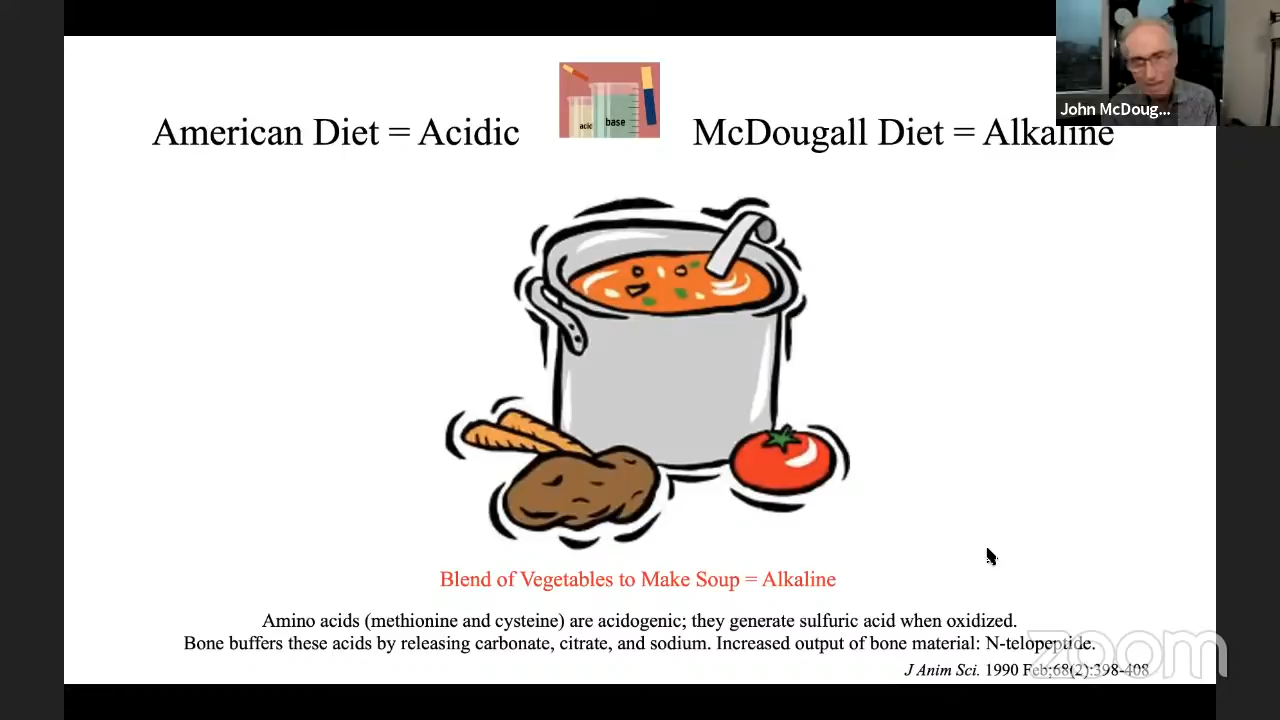 American Diet = Acidic
acid
base
McDougall Diet = Alkaline
John McDoug...
Blend of Vegetables to Make Soup = Alkaline
Amino acids (methionine and cysteine) are acidogenic; they generate sulfuric acid when oxidized.
Bone buffers these acids by releasing carbonate, citrate, and sodium. Increased output of bone material: N-telopeptide.
J Anim Sci. 1990 Feb;68(2):398-408
zoom